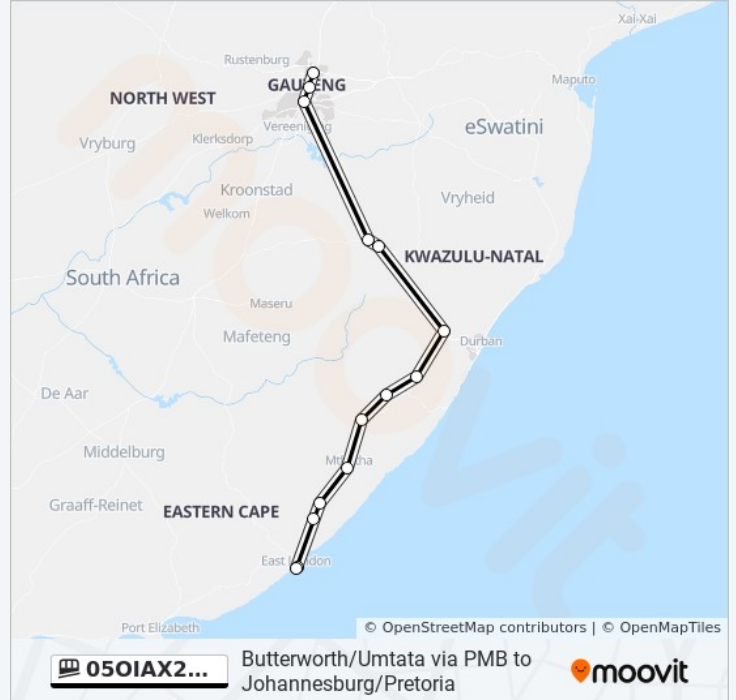 Xai-Xai
Rustenburg
Maputo
GAUTENG
NORTH WEST
Vereeniging
eSwatini
Klerksdorp
Vryburg
Kroonstad
Vryheid
Welkom
KWAZULU-NATAL
South Africa
Maseru
Mafeteng
Durban
De Aar
Middelburg
Mthatha
Graaff-Reinet
EASTERN CAPE
East London
Port Elizabeth
© OpenStreetMap contributors | © OpenMapTiles
05OIAX2...
Butterworth/Umtata via PMB to
Johannesburg/Pretoria
moovit